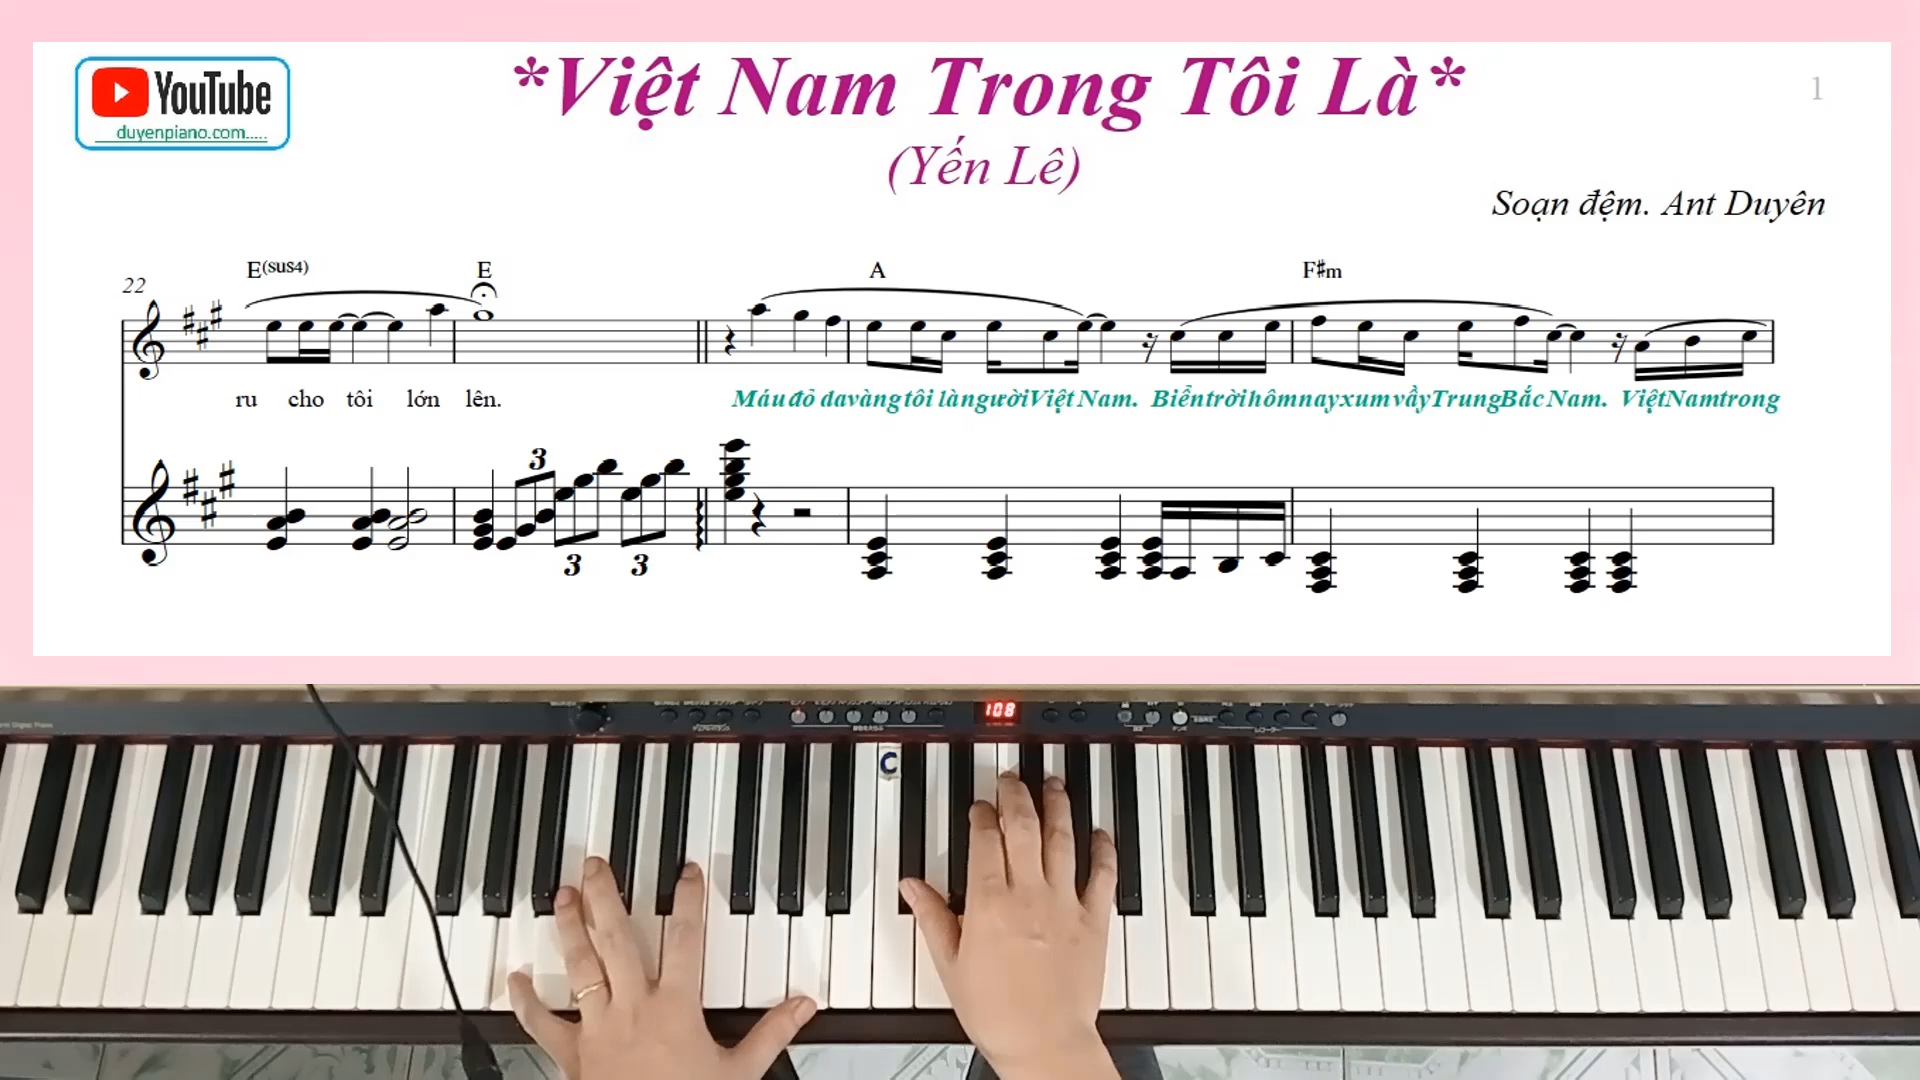 *Việt Nam Trong Tôi Là*
1
YouTube
duyenpiano.com.....
(Yến Lê)
Soạn đệm. Ant Duyên
E(sus4) E A F#m
22
ru cho tôi lớn lên. Máu đỏ da vàng tôi là người Việt Nam. Biển trời hôm nay xum vầy Trung Bắc Nam. Việt Nam trong
3
3 3
108
C